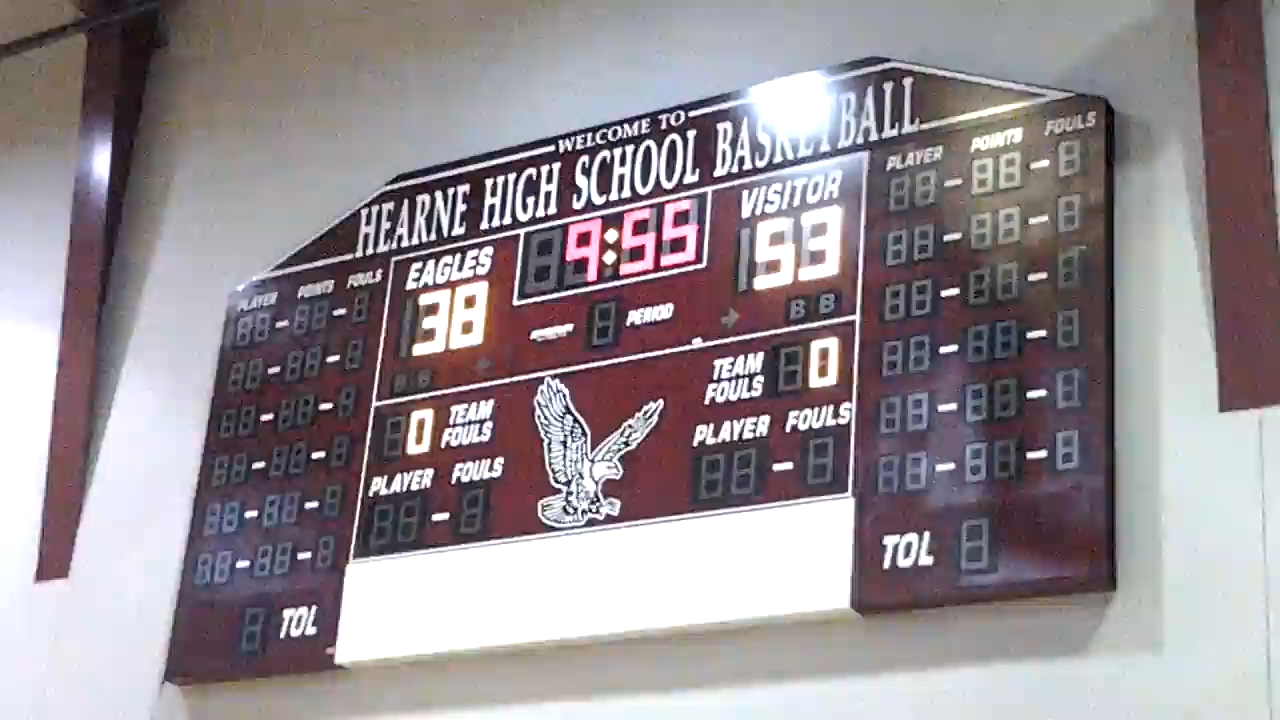 WELCOME TO
HEARNE HIGH SCHOOL BASKETBALL
PLAYER POINTS FOULS
EAGLES
38
9:55
VISITOR
53
PLAYER POINTS FOULS
PERIOD
B B
B B
0 TEAM FOULS
TEAM FOULS 0
PLAYER FOULS
PLAYER FOULS
TOL
TOL